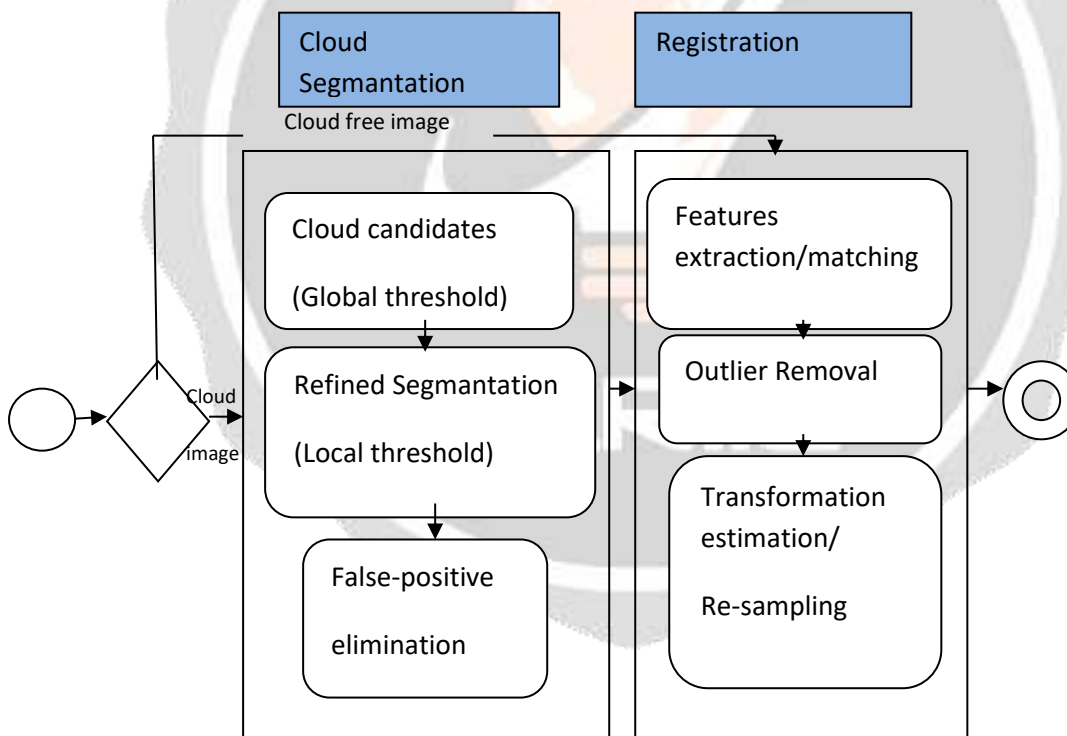 Cloud
Segmantation
Registration
Cloud free image
Cloud candidates
(Global threshold)
Features
extraction/matching
Refined Segmantation
(Local threshold)
Outlier Removal
Cloud
image
False-positive
elimination
Transformation
estimation/
Re-sampling